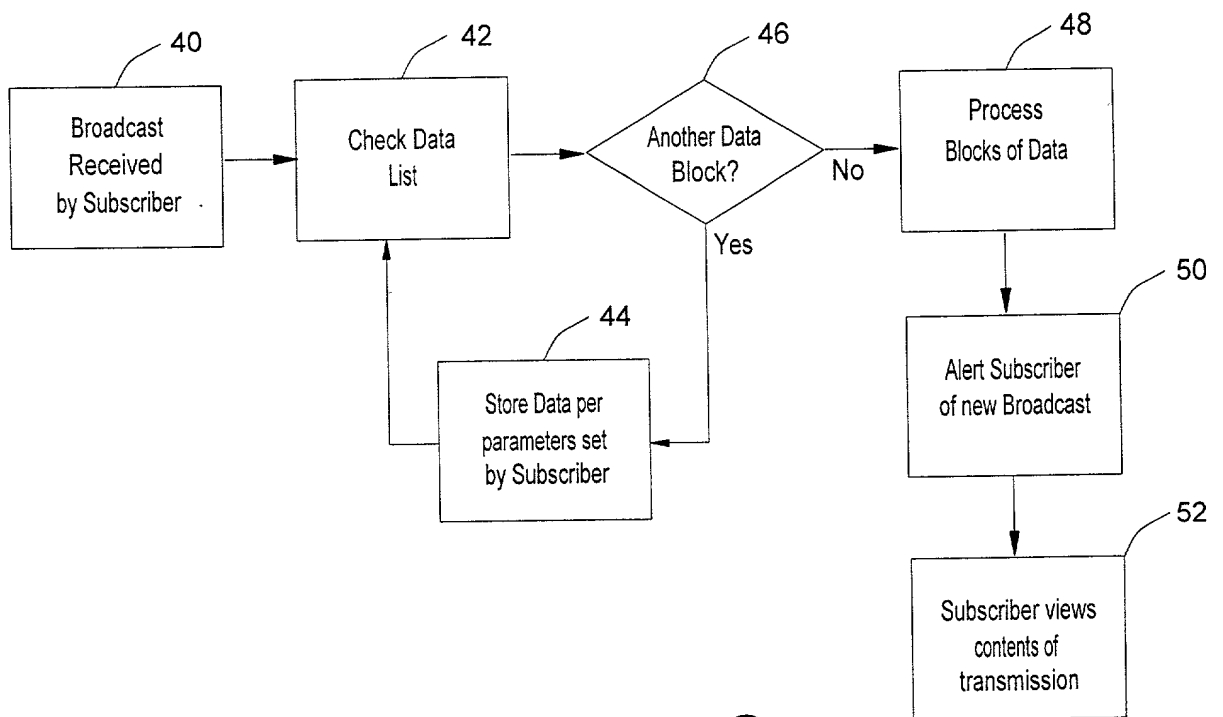 40
Broadcast
Received
by Subscriber
42
Check Data
List
46
Another Data
Block?
No
Yes
48
Process
Blocks of Data
44
Store Data per
parameters set
by Subscriber
50
Alert Subscriber
of new Broadcast
52
Subscriber views
contents of
transmission